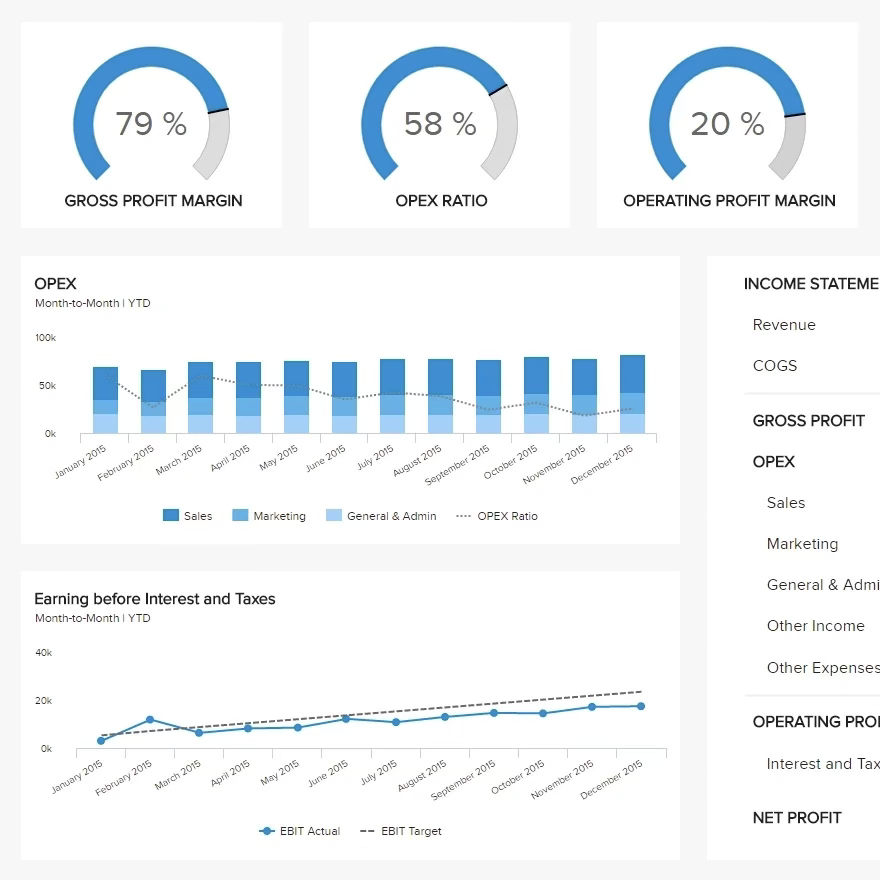 79 %
GROSS PROFIT MARGIN
58 %
OPEX RATIO
20 %
OPERATING PROFIT MARGIN
OPEX
Month-to-Month | YTD
100k
50k
0k
January 2015
February 2015
March 2015
April 2015
May 2015
June 2015
July 2015
August 2015
September 2015
October 2015
November 2015
December 2015
Sales
Marketing
General & Admin
OPEX Ratio
Earning before Interest and Taxes
Month-to-Month | YTD
40k
20k
0k
January 2015
February 2015
March 2015
April 2015
May 2015
June 2015
July 2015
August 2015
September 2015
October 2015
November 2015
December 2015
EBIT Actual
EBIT Target
INCOME STATEME
Revenue
COGS
GROSS PROFIT
OPEX
Sales
Marketing
General & Admi
Other Income
Other Expenses
OPERATING PROF
Interest and Tax
NET PROFIT